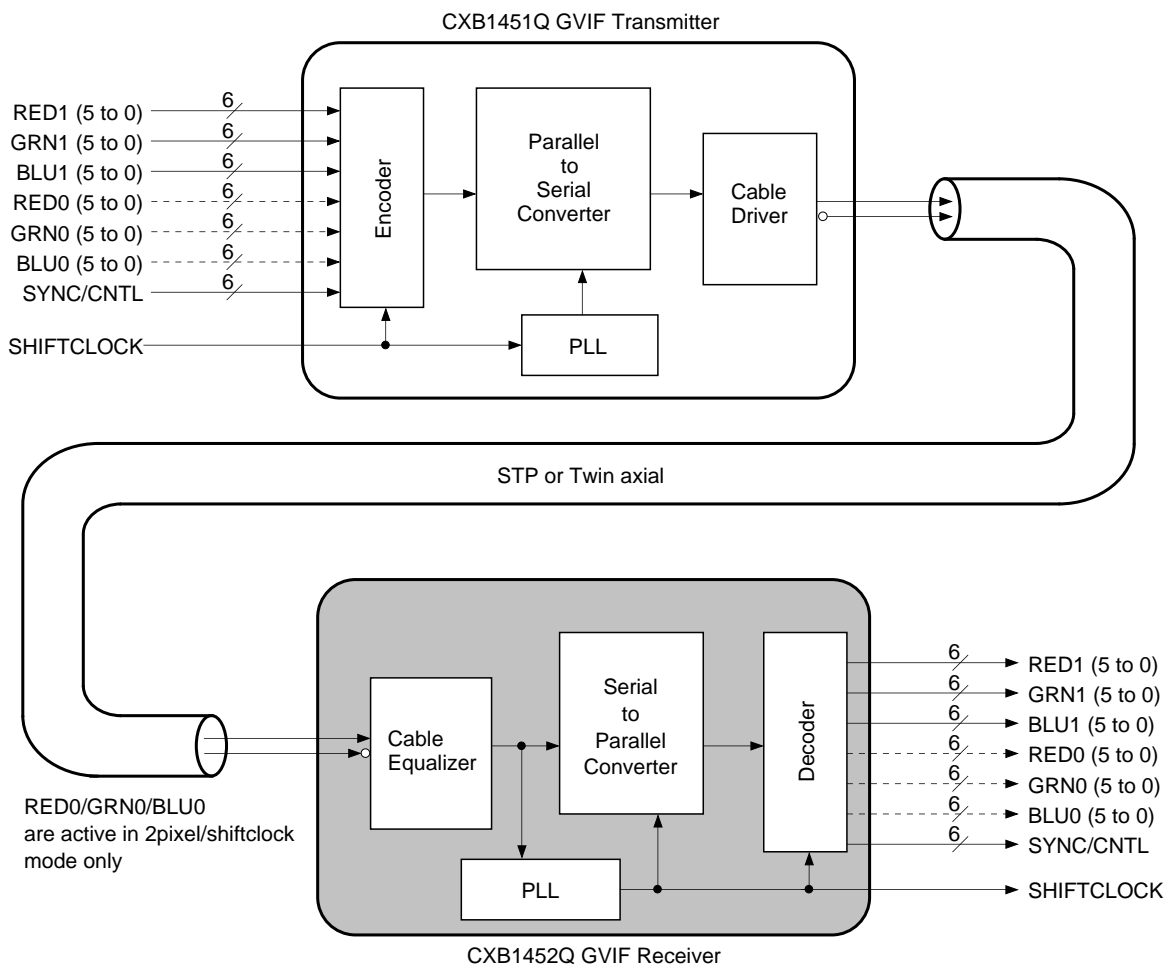 CXB1451Q GVIF Transmitter
RED1 (5 to 0)
6
GRN1 (5 to 0)
6
BLU1 (5 to 0)
6
RED0 (5 to 0)
6
GRN0 (5 to 0)
6
BLU0 (5 to 0)
6
SYNC/CNTL
6
SHIFTCLOCK
Encoder
Parallel
to
Serial
Converter
Cable
Driver
PLL
STP or Twin axial
RED0/GRN0/BLU0
are active in 2pixel/shiftclock
mode only
Cable
Equalizer
Serial
to
Parallel
Converter
Decoder
PLL
6
RED1 (5 to 0)
6
GRN1 (5 to 0)
6
BLU1 (5 to 0)
6
RED0 (5 to 0)
6
GRN0 (5 to 0)
6
BLU0 (5 to 0)
6
SYNC/CNTL
SHIFTCLOCK
CXB1452Q GVIF Receiver